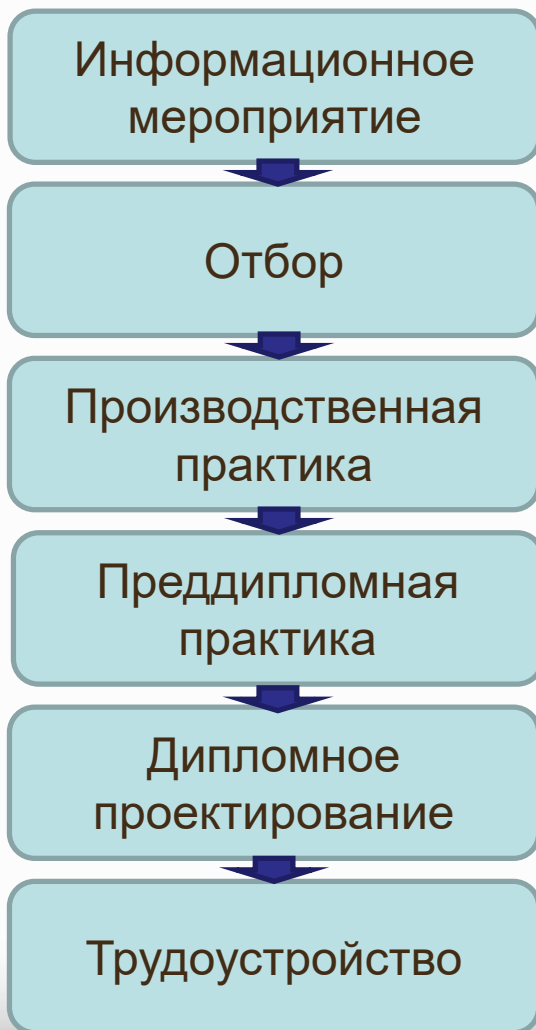 Информационное
мероприятие
Отбор
Производственная
практика
Преддипломная
практика
Дипломное
проектирование
Трудоустройство